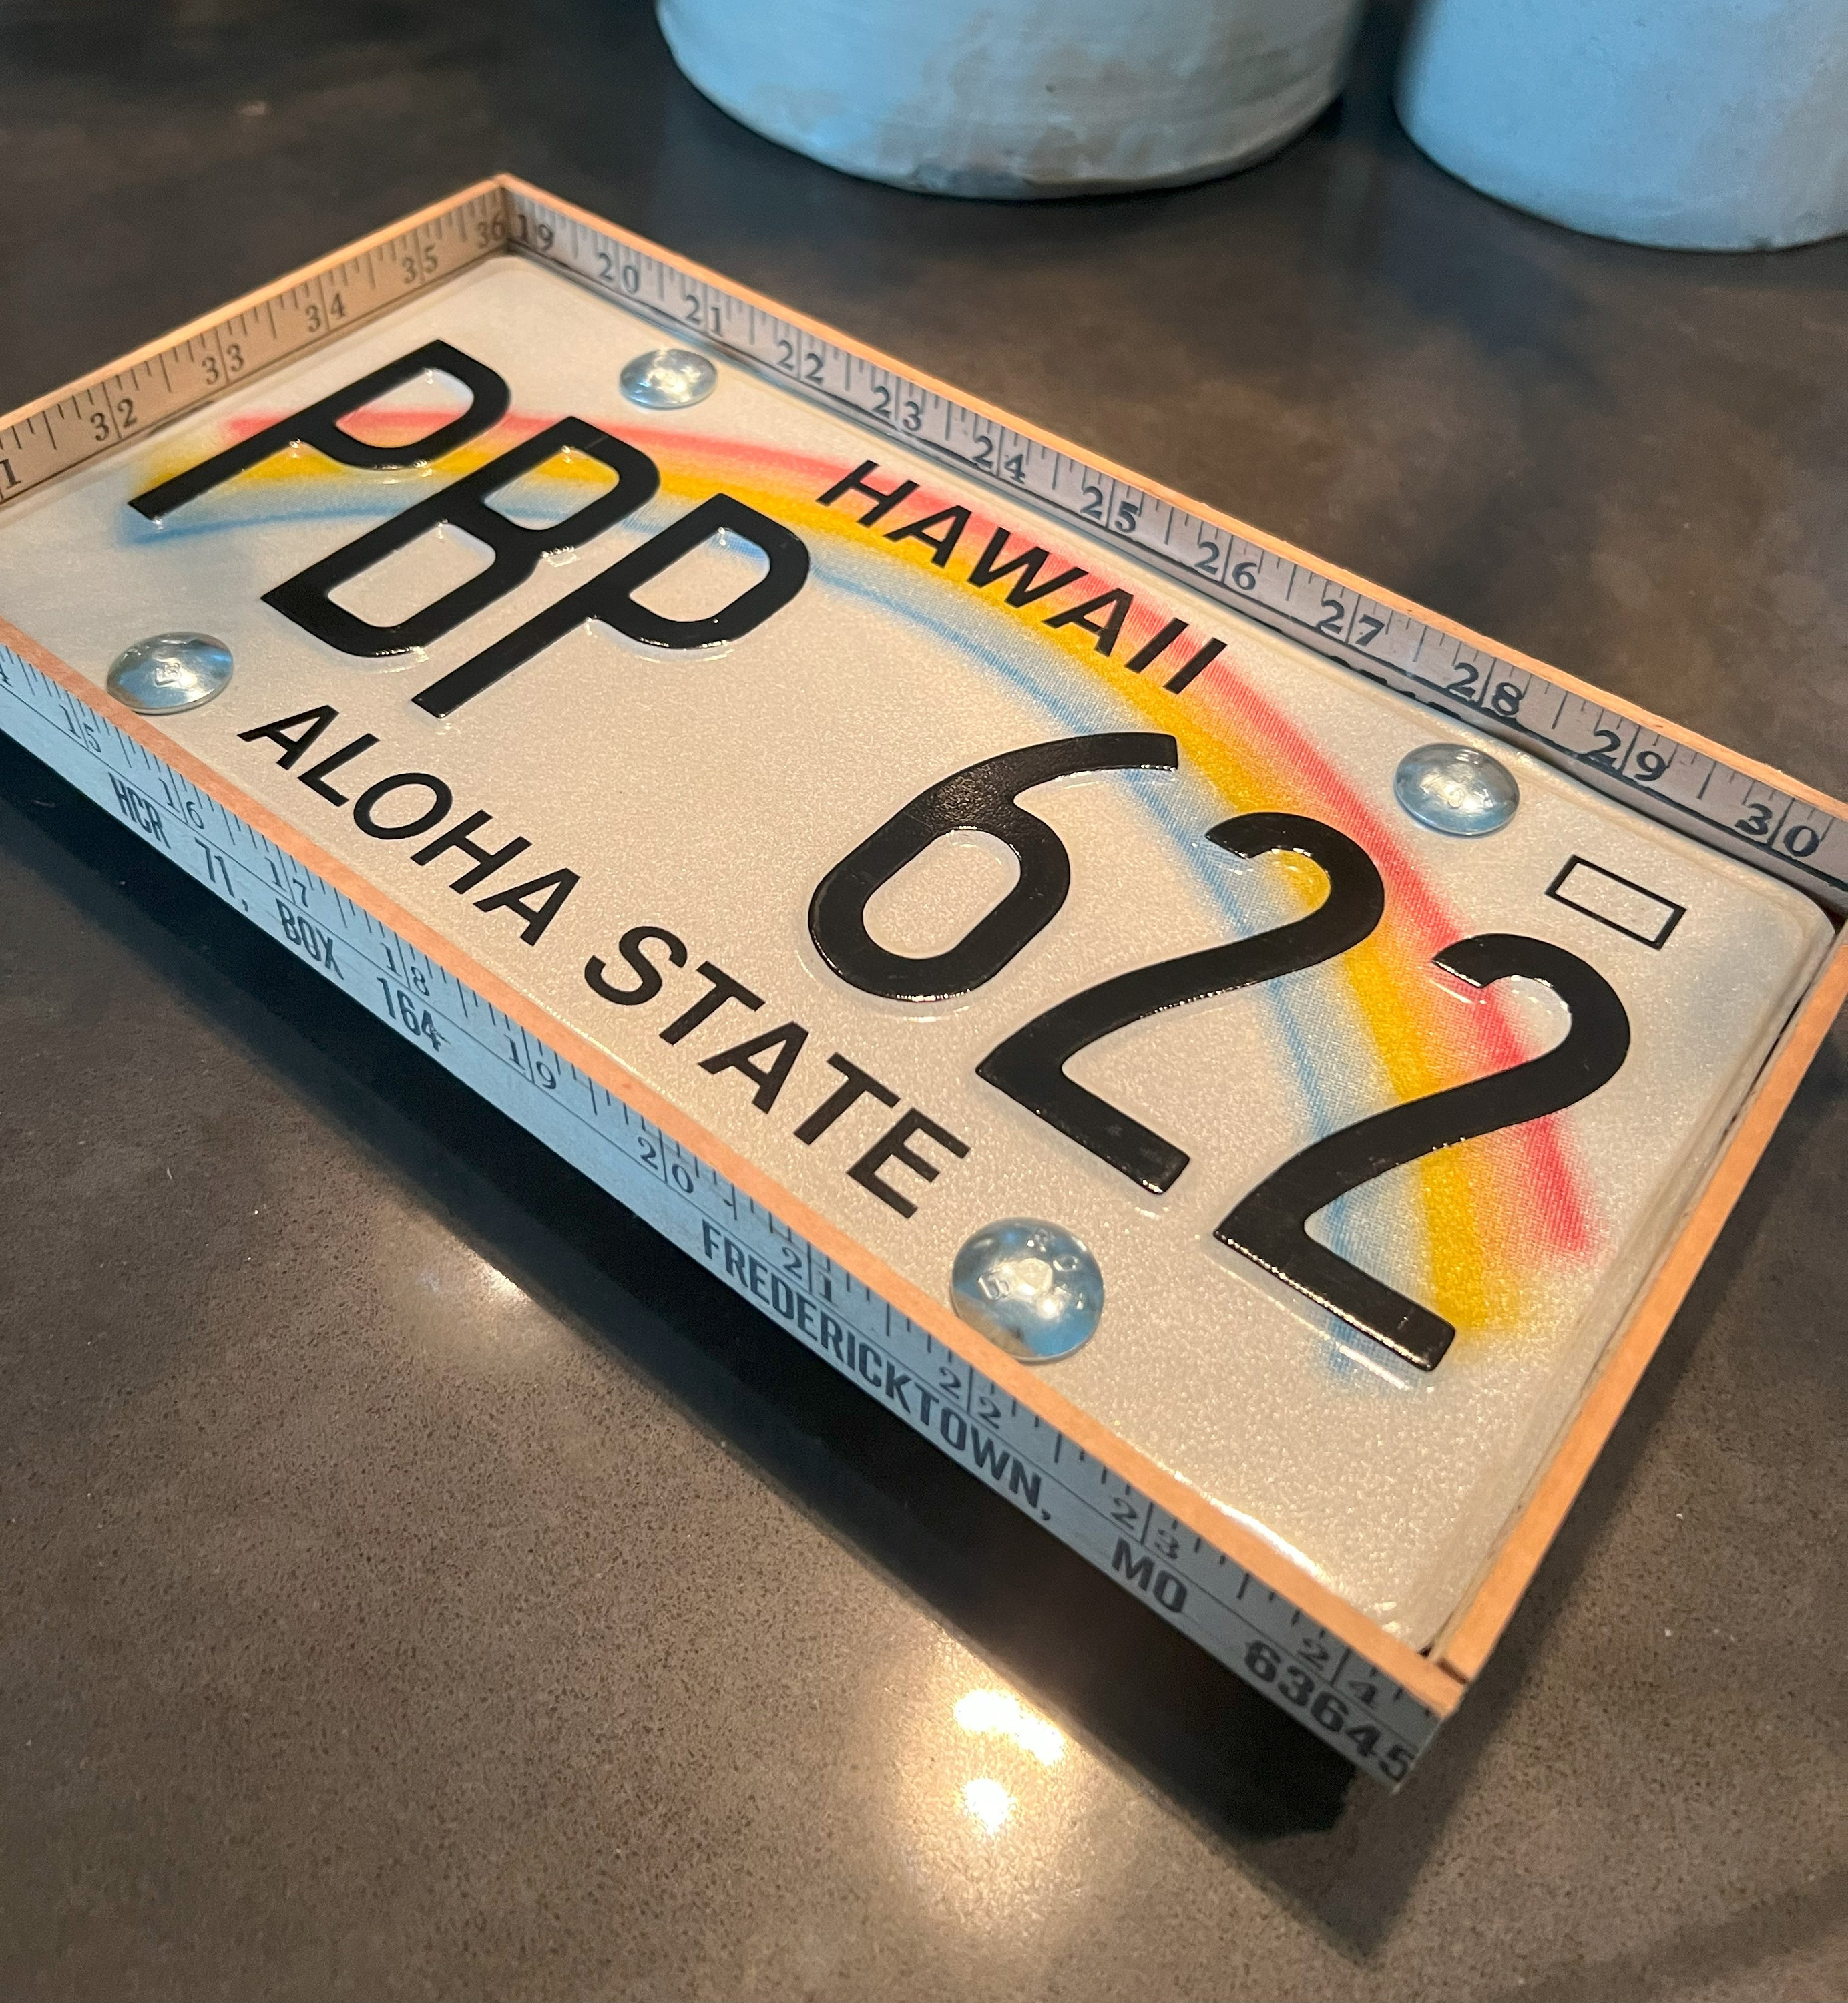 36 35 34 33 32 1
19 20 21 22 23 24 25 26 27 28 29 30
HAWAII
PBP 622
ALOHA STATE
15 16 17 18 19 20 21 22 23 24
HCR 71, BOX 164 FREDERICKTOWN, MO 63645